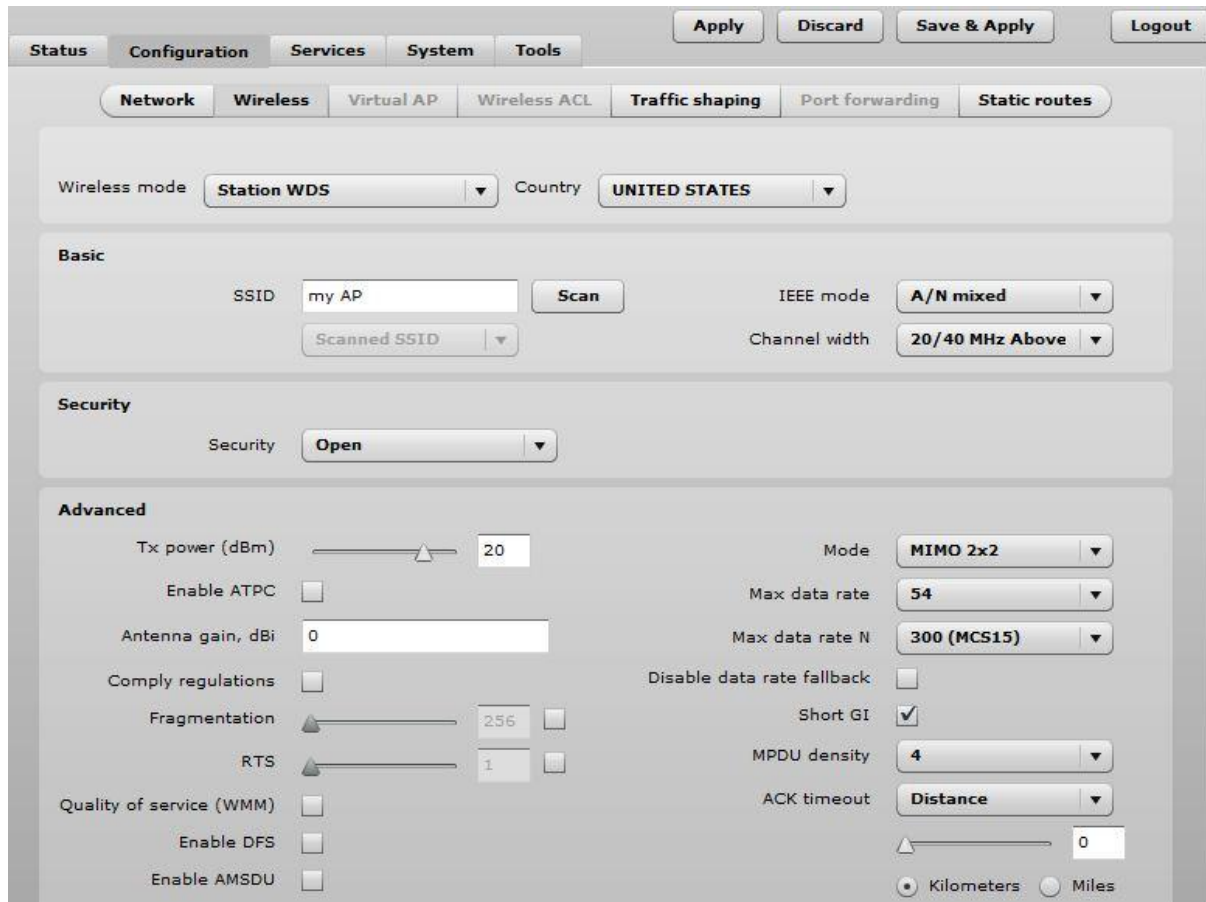 Apply Discard Save & Apply Logout
Status Configuration Services System Tools
Network Wireless Virtual AP Wireless ACL Traffic shaping Port forwarding Static routes
Wireless mode Station WDS Country UNITED STATES
Basic
SSID my AP Scan IEEE mode A/N mixed
Scanned SSID Channel width 20/40 MHz Above
Security
Security Open
Advanced
Tx power (dBm) 20 Mode MIMO 2x2
Enable ATPC Max data rate 54
Antenna gain, dBi 0 Max data rate N 300 (MCS15)
Comply regulations Disable data rate fallback
Fragmentation 256 Short GI
RTS 1 MPDU density 4
Quality of service (WMM) ACK timeout Distance
Enable DFS 0
Enable AMSDU Kilometers Miles